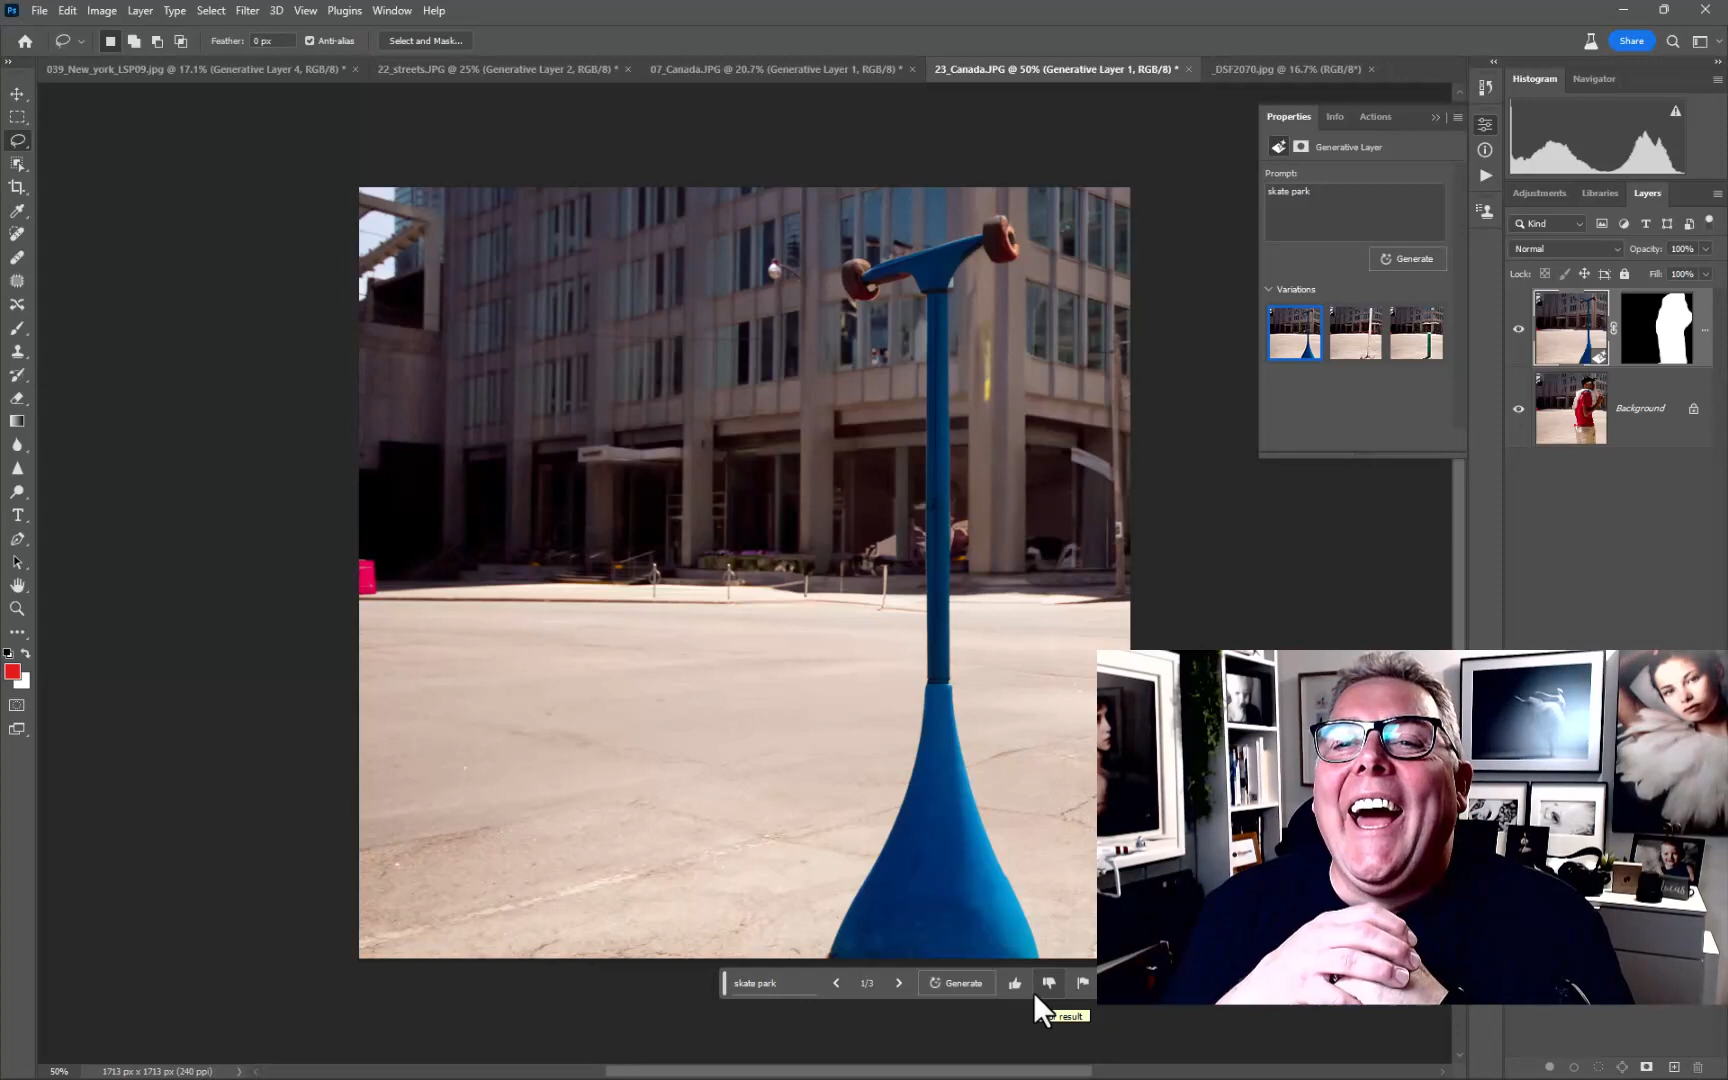 Ps File Edit Image Layer Type Select Filter 3D View Plugins Window Help
Feather: 0 px Anti-alias Select and Mask... Share
039_New_york_LSP09.jpg @ 17.1% (Generative Layer 4, RGB/8) * × 22_streets.JPG @ 25% (Generative Layer 2, RGB/8) * × 07_Canada.JPG @ 20.7% (Generative Layer 1, RGB/8) * × 23_Canada.JPG @ 50% (Generative Layer 1, RGB/8) * × _DSF2070.jpg @ 16.7% (RGB/8*) ×
Histogram Navigator
Properties Info Actions
Generative Layer
Prompt:
skate park
Generate
Variations
Adjustments Libraries Layers
Kind
Normal Opacity: 100%
Lock: Fill: 100%
Background
skate park 1/3 Generate
result
50% 1713 px x 1713 px (240 ppi)